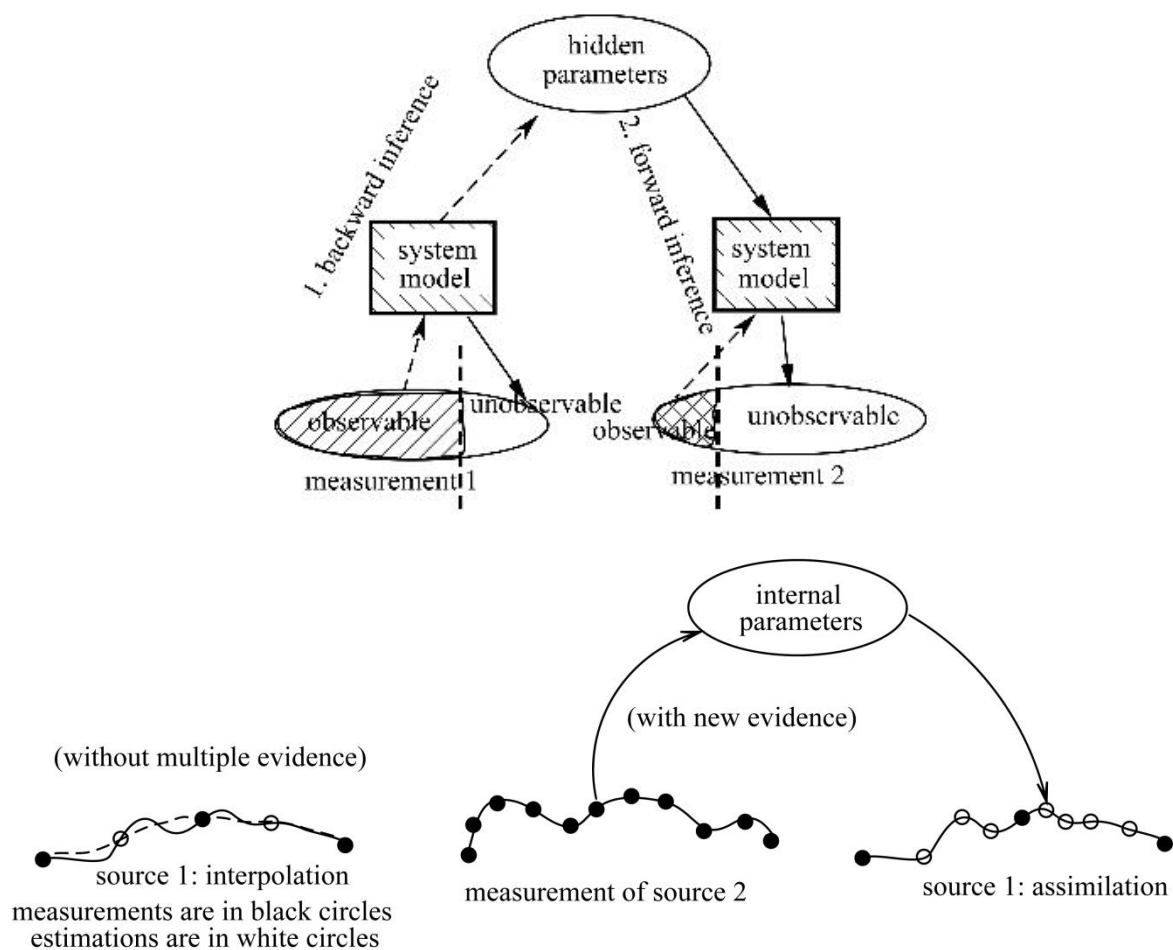 hidden
parameters
1. backward inference
2. forward inference
system
model
system
model
observable
unobservable
observable
unobservable
measurement 1
measurement 2
internal
parameters
(with new evidence)
(without multiple evidence)
source 1: interpolation
measurement of source 2
source 1: assimilation
measurements are in black circles
estimations are in white circles